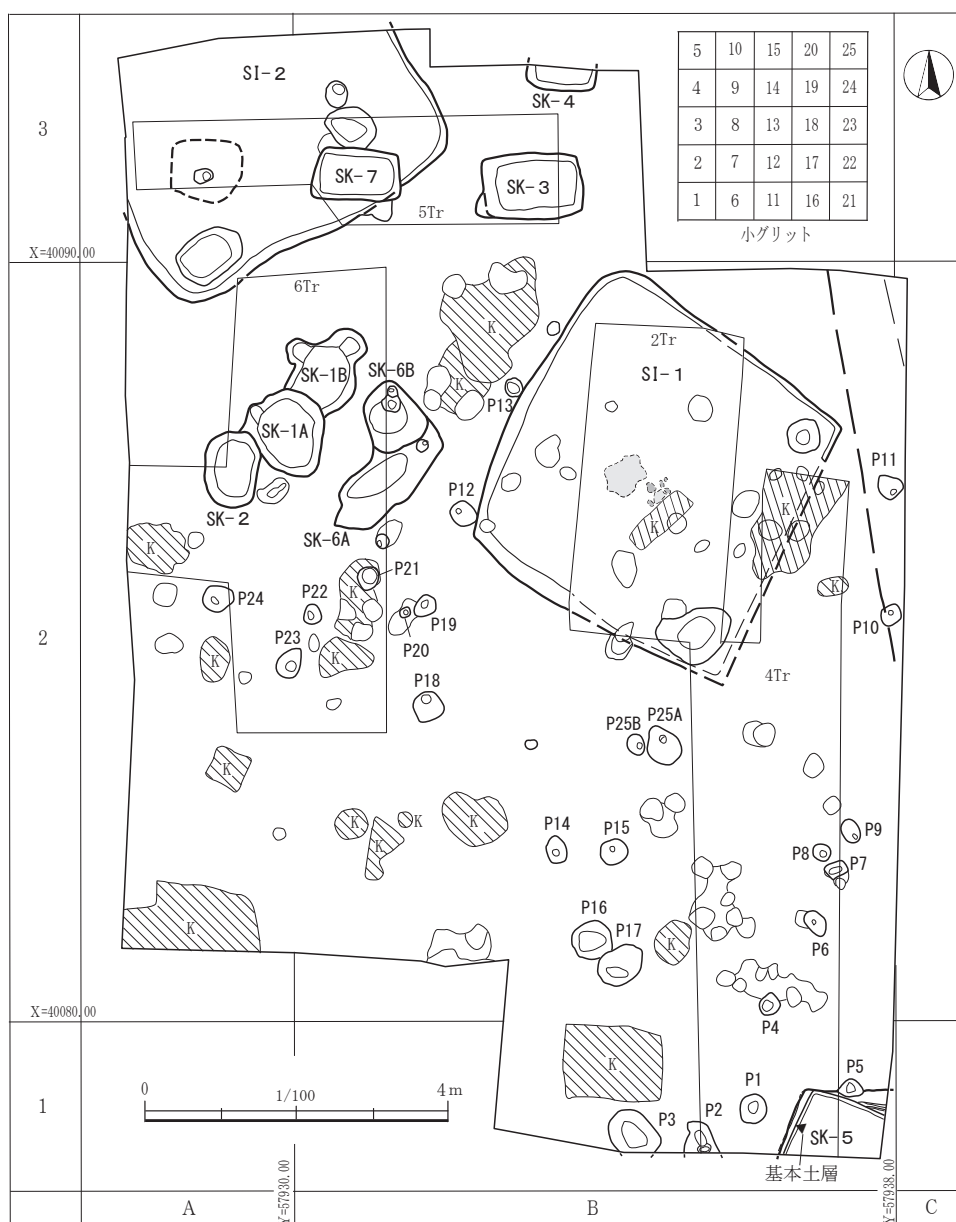 SI-2
SK-4
5 10 15 20 25
4 9 14 19 24
3 8 13 18 23
2 7 12 17 22
1 6 11 16 21
小グリット
3
SK-7
SK-3
5Tr
X=40090.00
6Tr
K
2Tr
SI-1
SK-1B
SK-6B
K
P13
SK-1A
P11
K
P12
SK-2
K
SK-6A
K
P21
K
P24
P22
K
P19
P10
2
P20
P23
K
K
4Tr
P18
P25B
P25A
K
K
K
K
K
P14
P15
P9
P8
P7
K
P16
P17
K
P6
X=40080.00
P4
K
P5
0
1/100
4m
P1
1
P3
P2
SK-5
基本土層
Y=57930.00
Y=57938.00
A
B
C